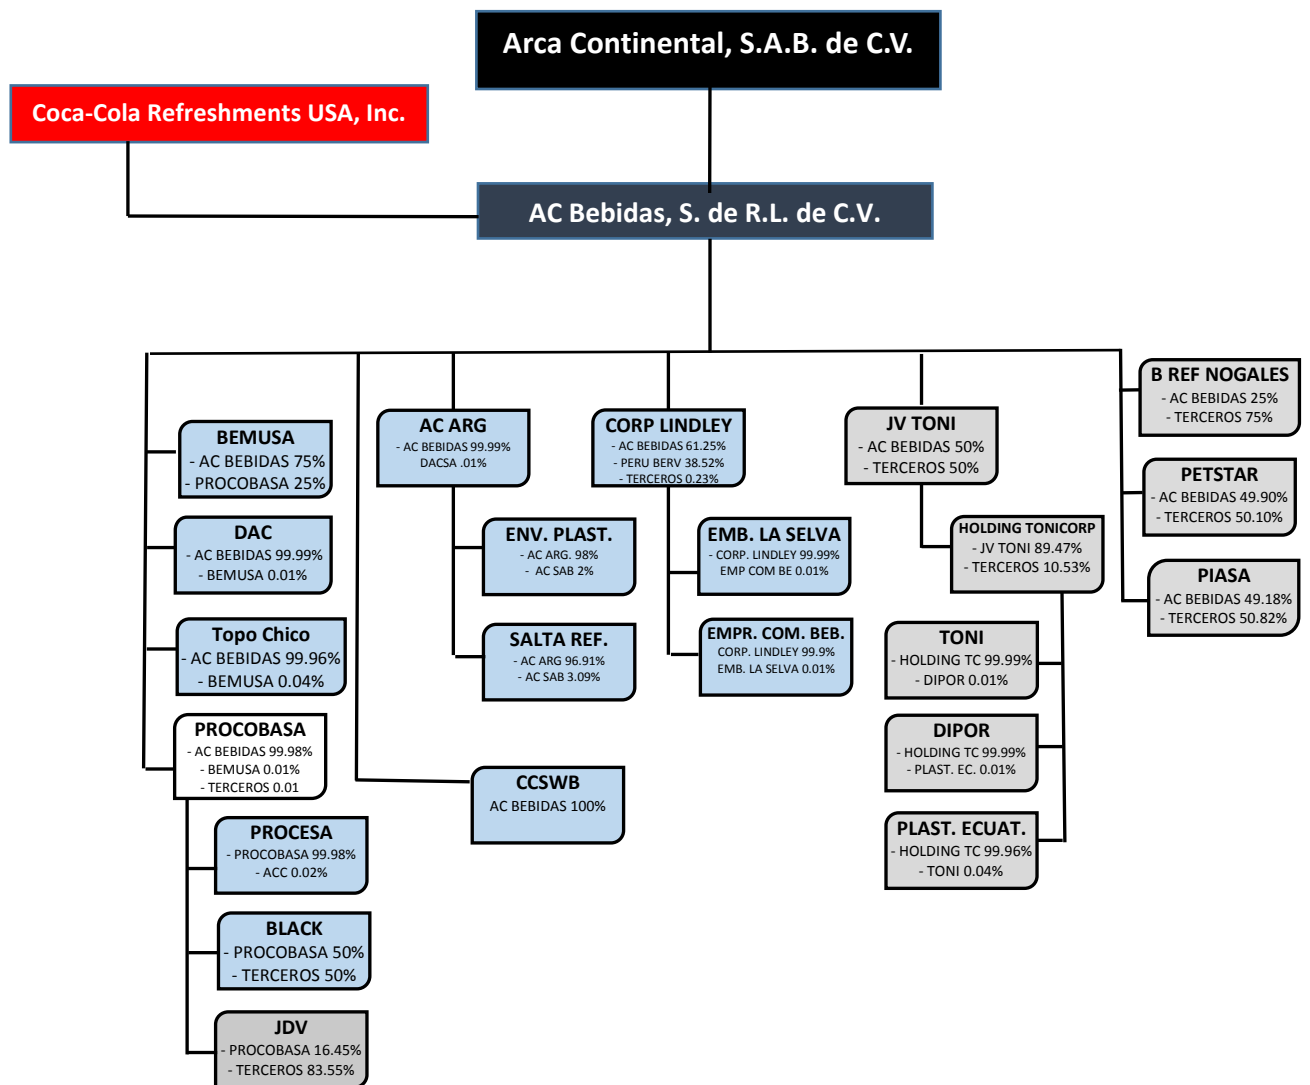 Arca Continental, S.A.B. de C.V.
Coca-Cola Refreshments USA, Inc.
AC Bebidas, S. de R.L. de C.V.
BEMUSA
- AC BEBIDAS 75%
- PROCOBASA 25%
DAC
- AC BEBIDAS 99.99%
- BEMUSA 0.01%
Topo Chico
- AC BEBIDAS 99.96%
- BEMUSA 0.04%
PROCOBASA
- AC BEBIDAS 99.98%
- BEMUSA 0.01%
- TERCEROS 0.01
PROCESA
- PROCOBASA 99.98%
- ACC 0.02%
BLACK
- PROCOBASA 50%
- TERCEROS 50%
JDV
- PROCOBASA 16.45%
- TERCEROS 83.55%
CCSWB
AC BEBIDAS 100%
AC ARG
- AC BEBIDAS 99.99%
DACSA .01%
ENV. PLAST.
- AC ARG. 98%
- AC SAB 2%
SALTA REF.
- AC ARG 96.91%
- AC SAB 3.09%
CORP LINDLEY
- AC BEBIDAS 61.25%
- PERU BERV 38.52%
- TERCEROS 0.23%
EMB. LA SELVA
- CORP. LINDLEY 99.99%
EMP COM BE 0.01%
EMPR. COM. BEB.
CORP. LINDLEY 99.9%
EMB. LA SELVA 0.01%
JV TONI
- AC BEBIDAS 50%
- TERCEROS 50%
HOLDING TONICORP
- JV TONI 89.47%
- TERCEROS 10.53%
TONI
- HOLDING TC 99.99%
- DIPOR 0.01%
DIPOR
- HOLDING TC 99.99%
- PLAST. EC. 0.01%
PLAST. ECUAT.
- HOLDING TC 99.96%
- TONI 0.04%
B REF NOGALES
- AC BEBIDAS 25%
- TERCEROS 75%
PETSTAR
- AC BEBIDAS 49.90%
- TERCEROS 50.10%
PIASA
- AC BEBIDAS 49.18%
- TERCEROS 50.82%